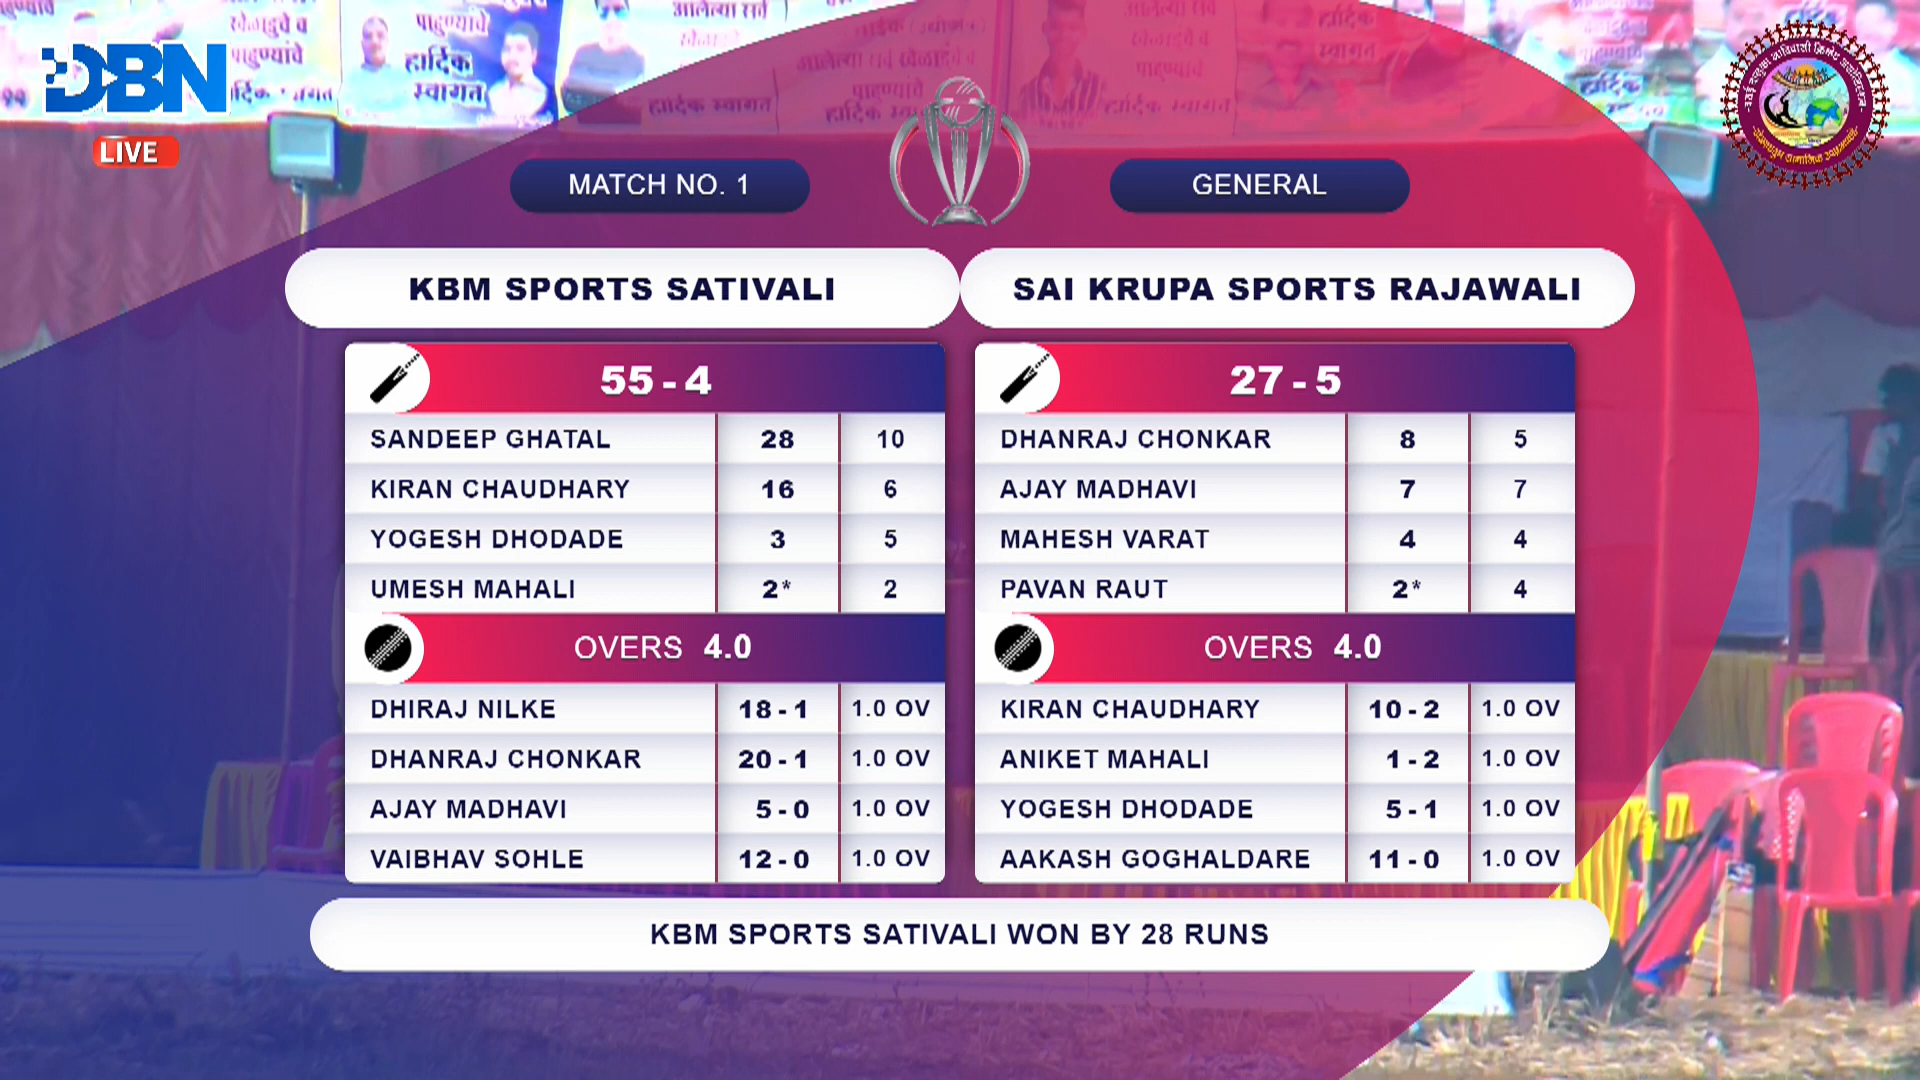 पाहुण्यांचे
हार्दिक
स्वागत
DBN
LIVE
MATCH NO. 1
GENERAL
KBM SPORTS SATIVALI
SAI KRUPA SPORTS RAJAWALI
55 - 4
SANDEEP GHATAL 28 10
KIRAN CHAUDHARY 16 6
YOGESH DHODADE 3 5
UMESH MAHALI 2* 2
OVERS 4.0
DHIRAJ NILKE 18 - 1 1.0 OV
DHANRAJ CHONKAR 20 - 1 1.0 OV
AJAY MADHAVI 5 - 0 1.0 OV
VAIBHAV SOHLE 12 - 0 1.0 OV
27 - 5
DHANRAJ CHONKAR 8 5
AJAY MADHAVI 7 7
MAHESH VARAT 4 4
PAVAN RAUT 2* 4
OVERS 4.0
KIRAN CHAUDHARY 10 - 2 1.0 OV
ANIKET MAHALI 1 - 2 1.0 OV
YOGESH DHODADE 5 - 1 1.0 OV
AAKASH GOGHALDARE 11 - 0 1.0 OV
KBM SPORTS SATIVALI WON BY 28 RUNS